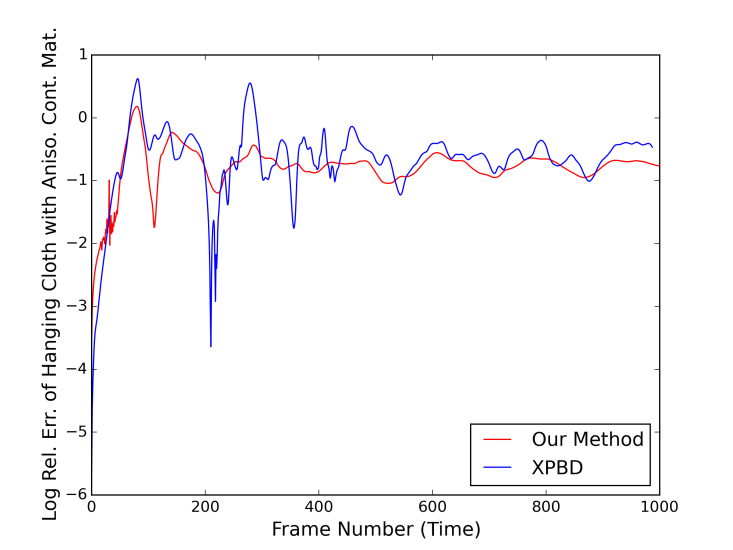 Log Rel. Err. of Hanging Cloth with Aniso. Cont. Mat.
1
0
−1
−2
−3
−4
−5
−6
0 200 400 600 800 1000
Frame Number (Time)
Our Method
XPBD